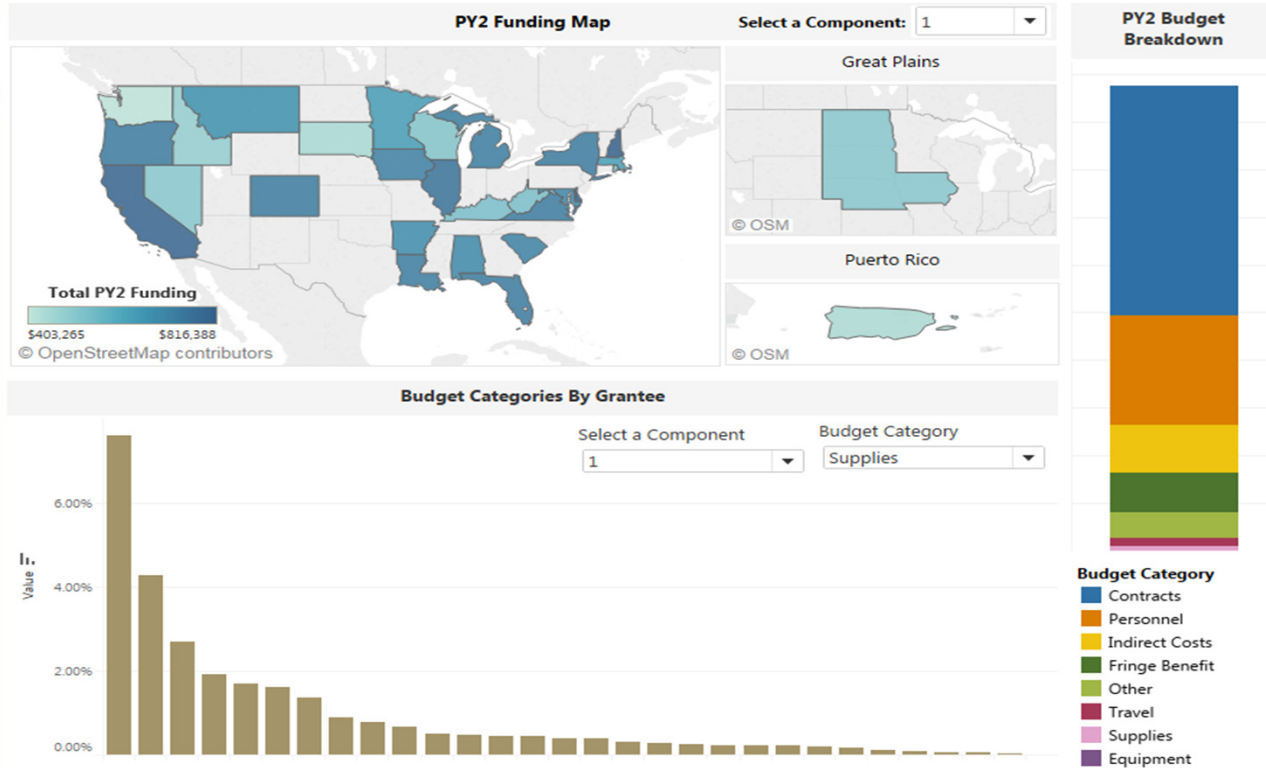 PY2 Funding Map
Select a Component:
1
Total PY2 Funding
$403,265
$816,388
© OpenStreetMap contributors
Great Plains
© OSM
Puerto Rico
© OSM
PY2 Budget
Breakdown
Budget Categories By Grantee
Select a Component
1
Budget Category
Supplies
6.00%
4.00%
2.00%
0.00%
Value
Budget Category
Contracts
Personnel
Indirect Costs
Fringe Benefit
Other
Travel
Supplies
Equipment